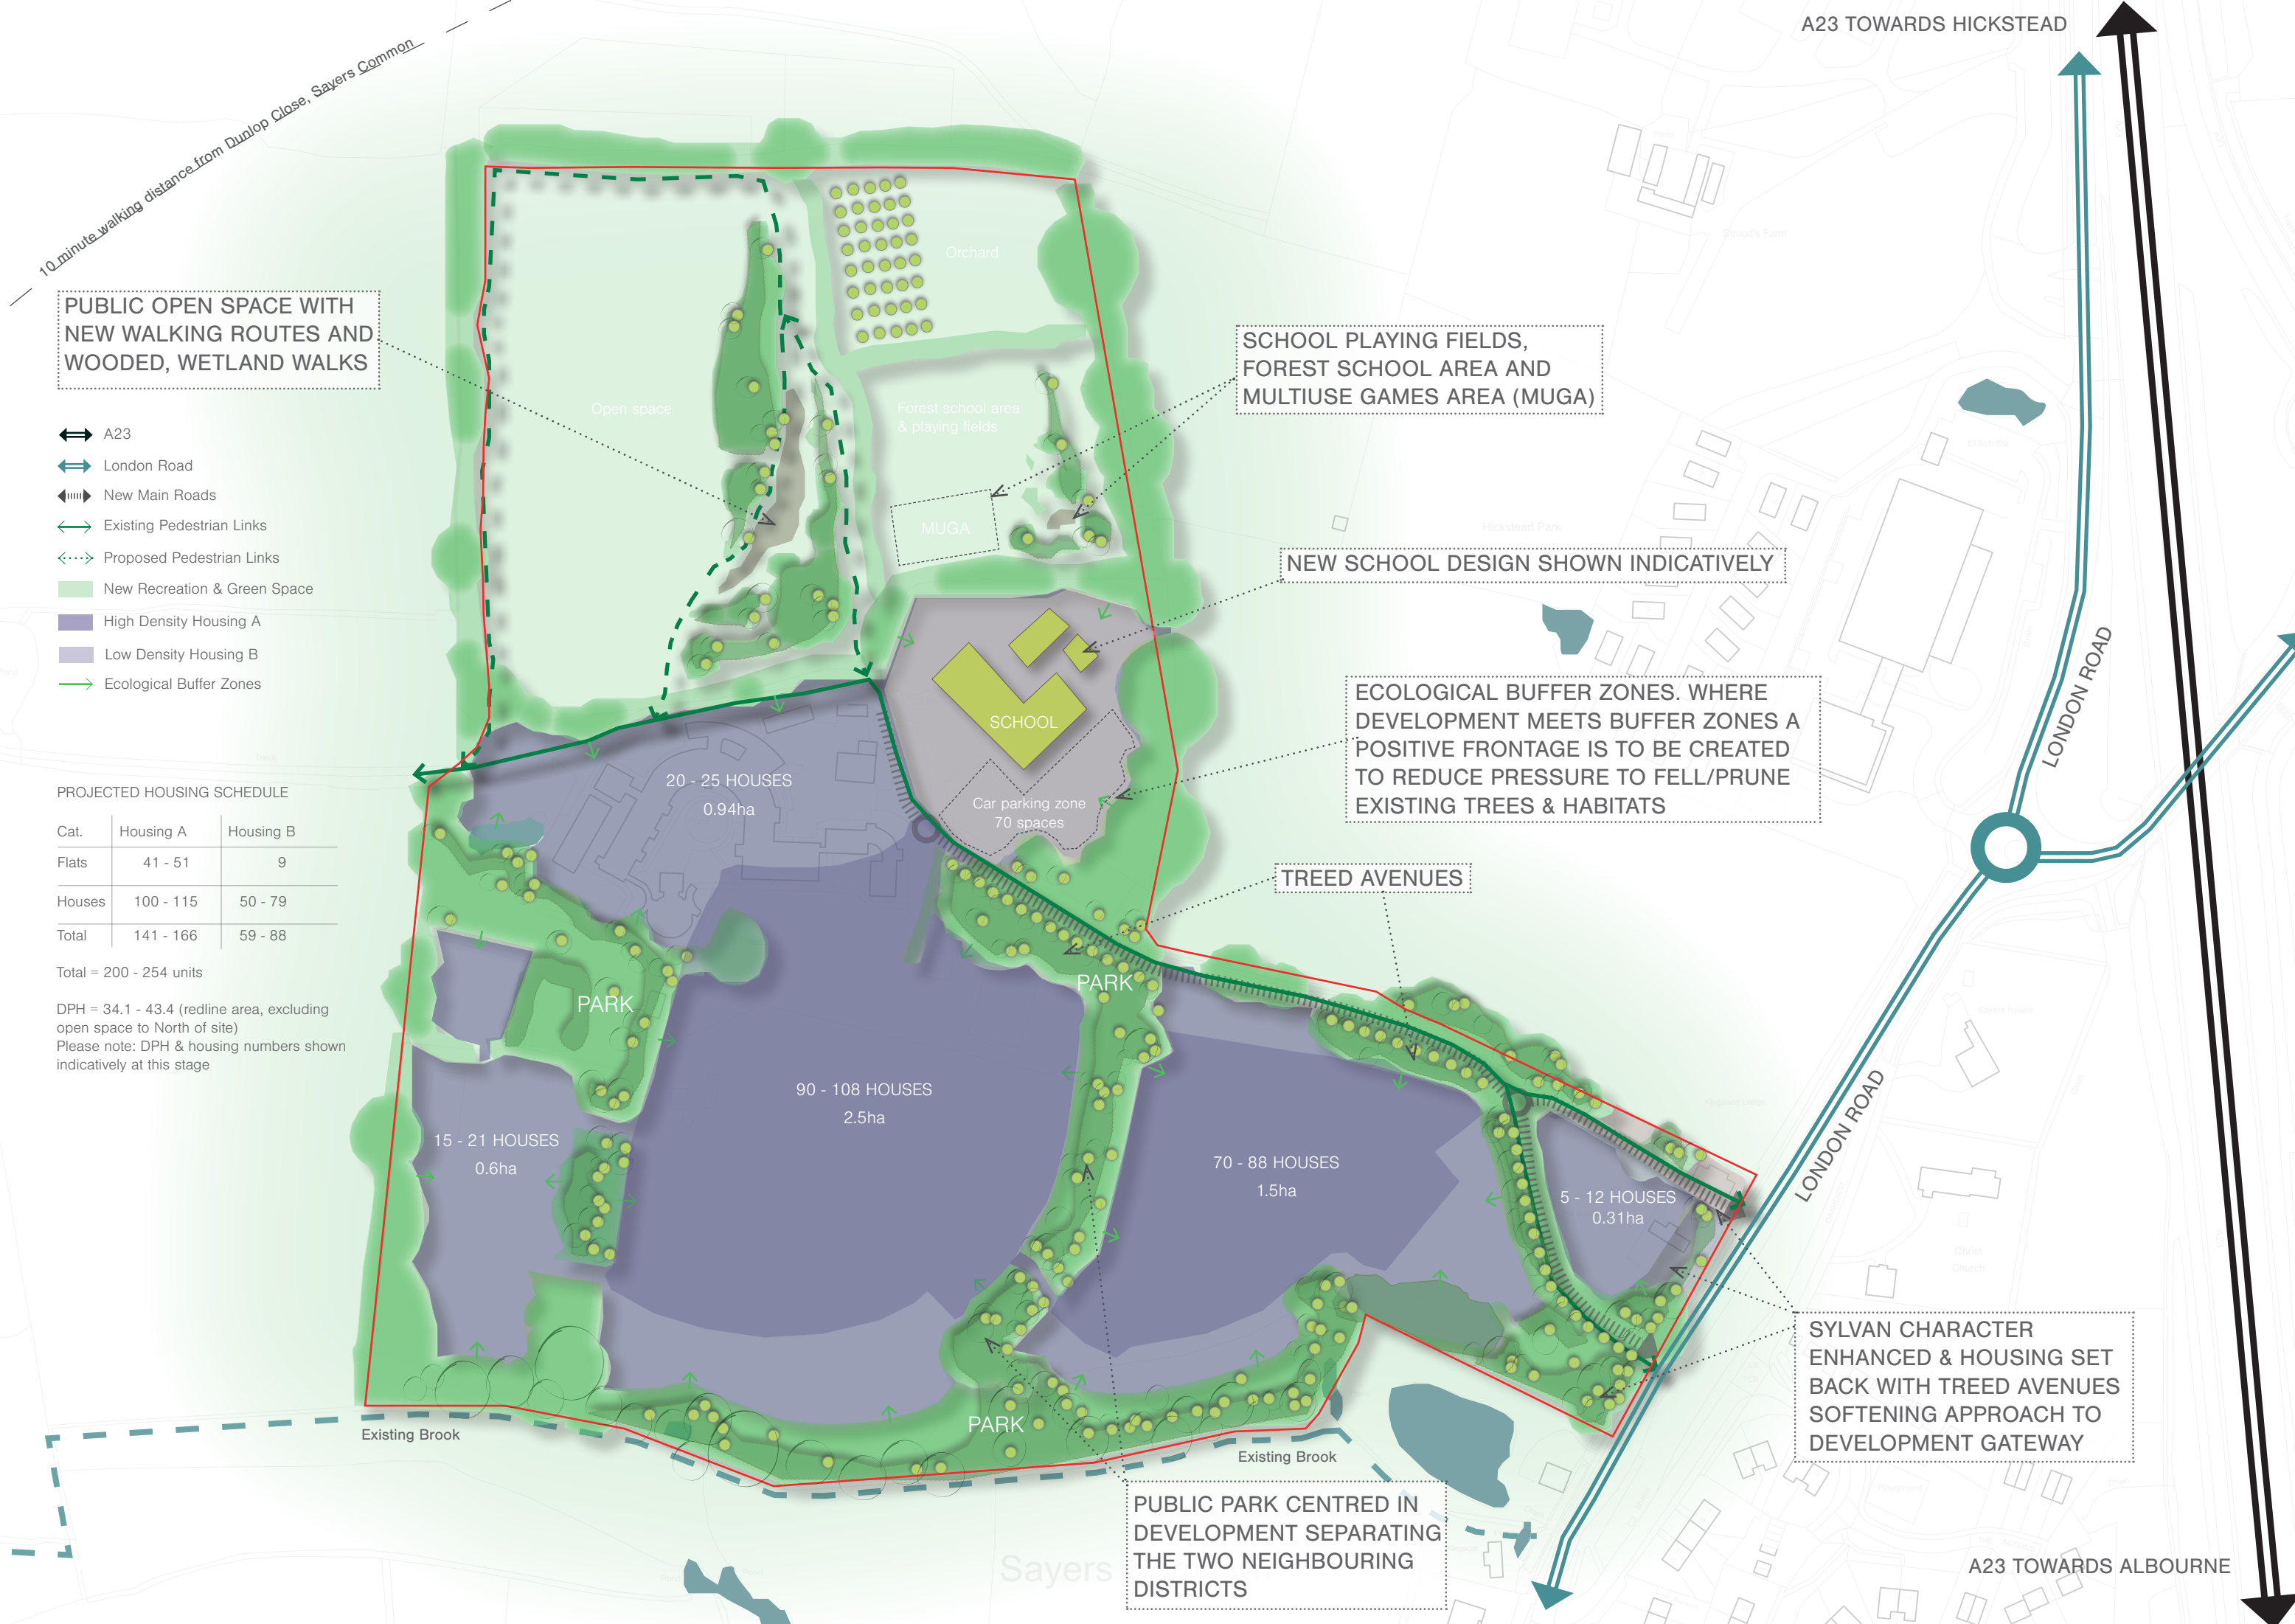 A23 TOWARDS HICKSTEAD
10 minute walking distance from Dunlop Close, Sayers Common
PUBLIC OPEN SPACE WITH
NEW WALKING ROUTES AND
WOODED, WETLAND WALKS
A23
London Road
New Main Roads
Existing Pedestrian Links
Proposed Pedestrian Links
New Recreation & Green Space
High Density Housing A
Low Density Housing B
Ecological Buffer Zones
PROJECTED HOUSING SCHEDULE
Cat. Housing A Housing B
Flats 41 - 51 9
Houses 100 - 115 50 - 79
Total 141 - 166 59 - 88
Total = 200 - 254 units
DPH = 34.1 - 43.4 (redline area, excluding
open space to North of site)
Please note: DPH & housing numbers shown
indicatively at this stage
Orchard
Open space
Forest school area
& playing fields
MUGA
SCHOOL
Car parking zone
70 spaces
20 - 25 HOUSES
0.94ha
PARK
PARK
90 - 108 HOUSES
2.5ha
15 - 21 HOUSES
0.6ha
70 - 88 HOUSES
1.5ha
5 - 12 HOUSES
0.31ha
PARK
Existing Brook
Existing Brook
SCHOOL PLAYING FIELDS,
FOREST SCHOOL AREA AND
MULTIUSE GAMES AREA (MUGA)
NEW SCHOOL DESIGN SHOWN INDICATIVELY
ECOLOGICAL BUFFER ZONES. WHERE
DEVELOPMENT MEETS BUFFER ZONES A
POSITIVE FRONTAGE IS TO BE CREATED
TO REDUCE PRESSURE TO FELL/PRUNE
EXISTING TREES & HABITATS
TREED AVENUES
LONDON ROAD
LONDON ROAD
SYLVAN CHARACTER
ENHANCED & HOUSING SET
BACK WITH TREED AVENUES
SOFTENING APPROACH TO
DEVELOPMENT GATEWAY
PUBLIC PARK CENTRED IN
DEVELOPMENT SEPARATING
THE TWO NEIGHBOURING
DISTRICTS
A23 TOWARDS ALBOURNE
Sayers
Hickstead Park
Strood's Farm
Christ
Church